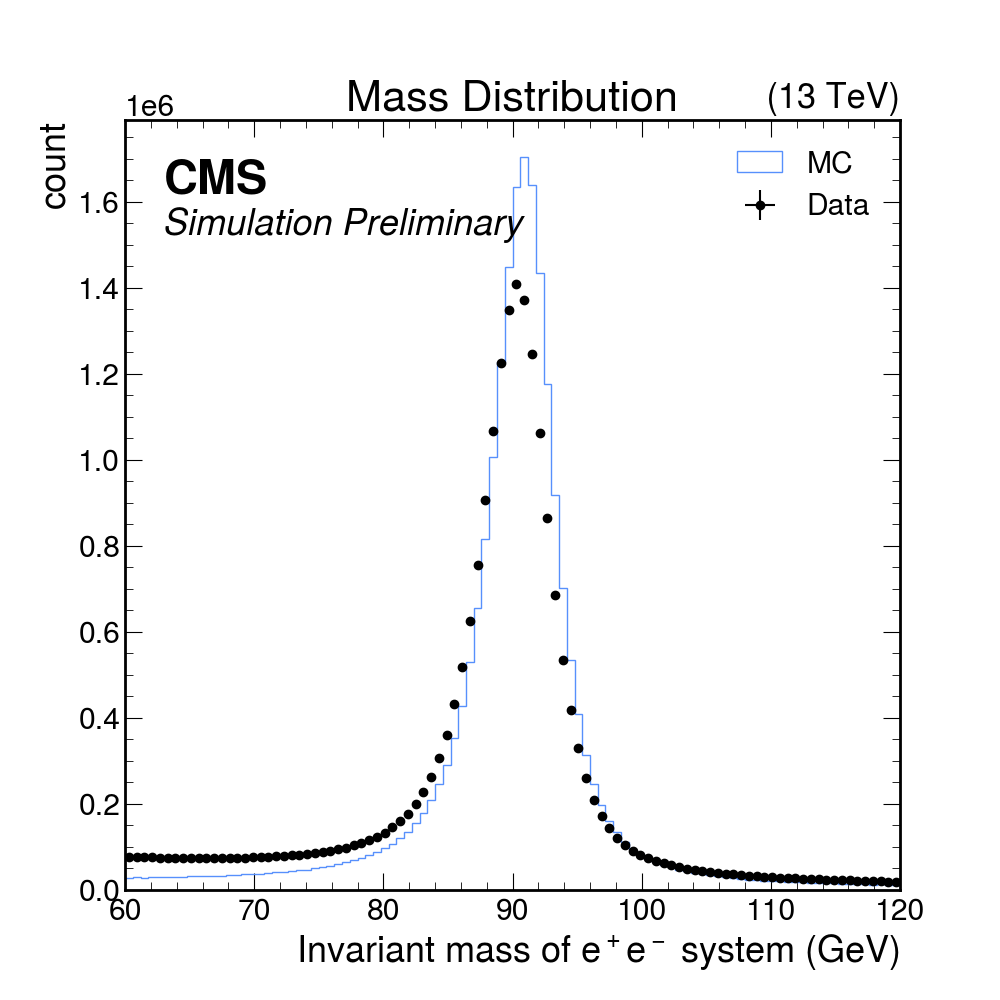 Mass Distribution
(13 TeV)
1e6
count
CMS
Simulation Preliminary
MC
Data
1.6
1.4
1.2
1.0
0.8
0.6
0.4
0.2
0.0
60 70 80 90 100 110 120
Invariant mass of e⁺e⁻ system (GeV)